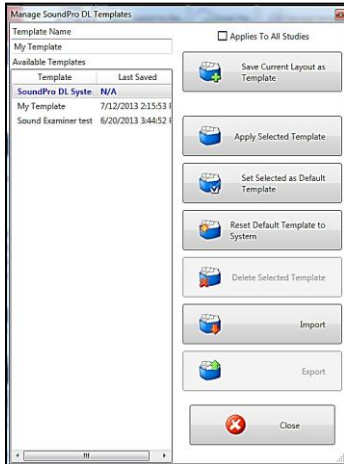 Manage SoundPro DL Templates
Template Name
Applies To All Studies
My Template
Available Templates
Template Last Saved
SoundPro DL Syste N/A
My Template 7/12/2013 2:15:53
Sound Examiner test 6/20/2013 3:44:52
Save Current Layout as
Template
Apply Selected Template
Set Selected as Default
Template
Reset Default Template to
System
Delete Selected Template
Import
Export
Close